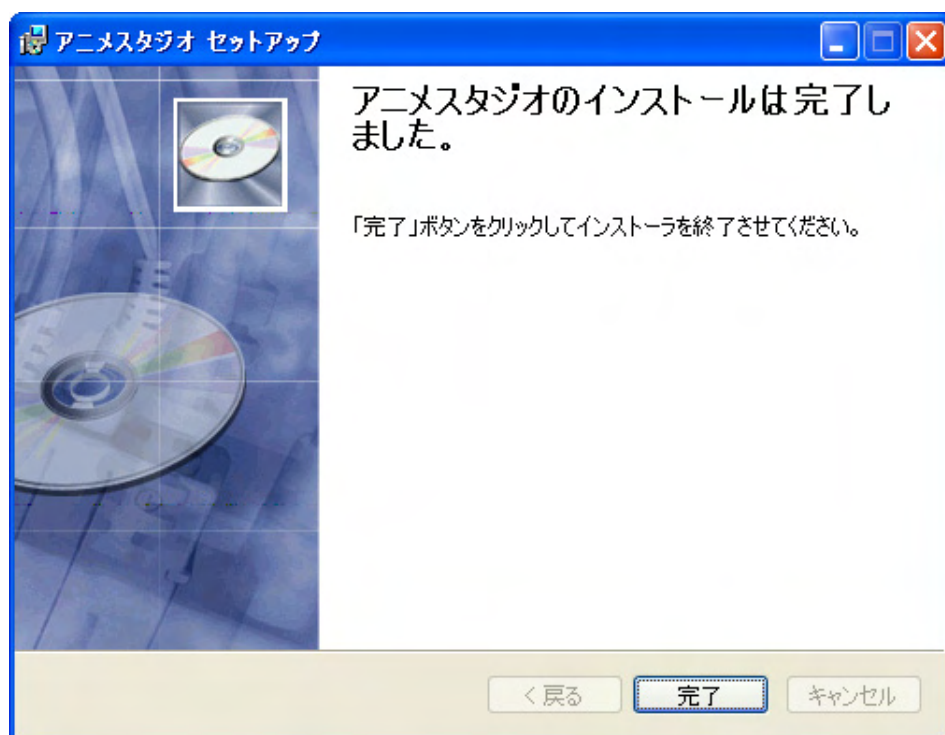 アニメスタジオ セットアップ
アニメスタジオのインストールは完了し
ました。
「完了」ボタンをクリックしてインストーラを終了させてください。
< 戻る
完了
キャンセル